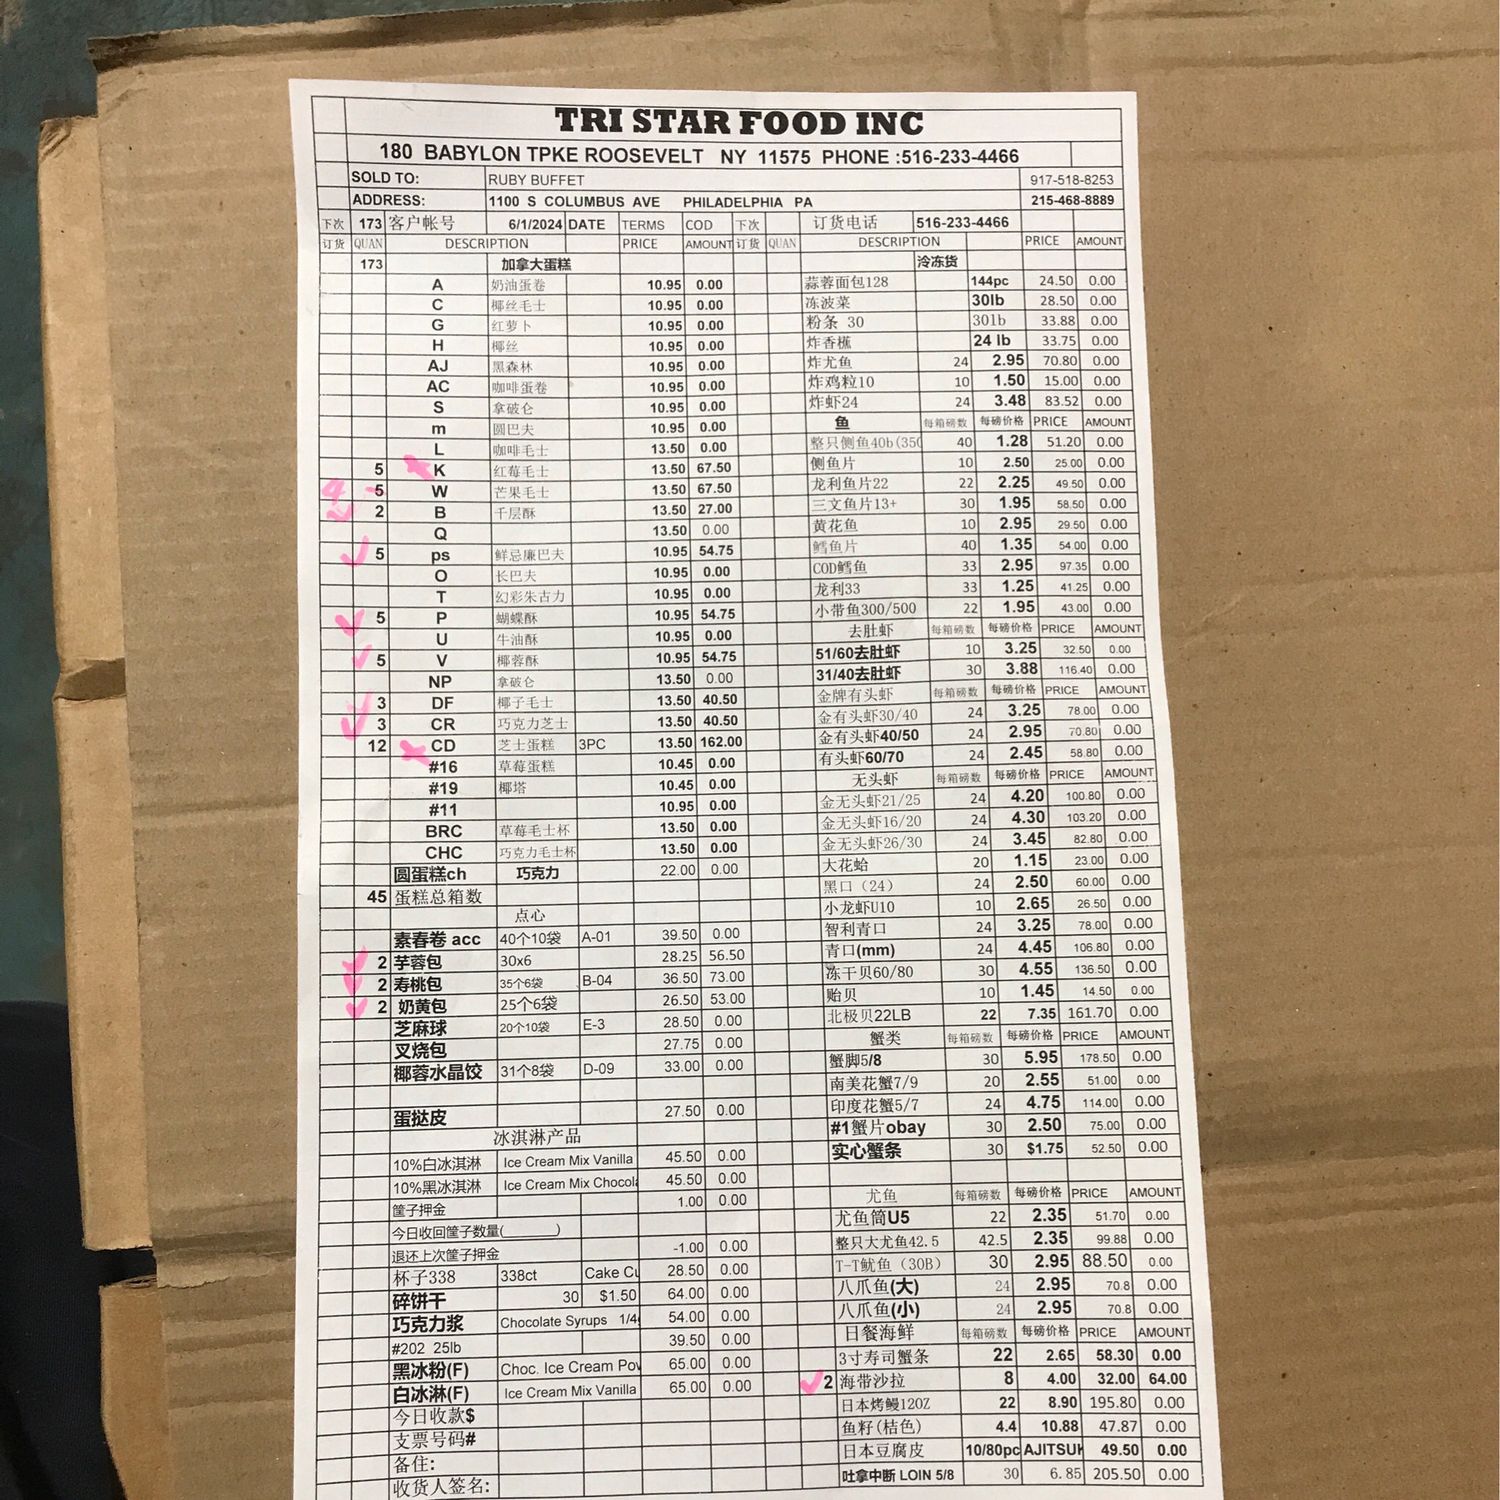 TRI STAR FOOD INC
180 BABYLON TPKE ROOSEVELT NY 11575 PHONE :516-233-4466
SOLD TO: RUBY BUFFET 917-518-8253
ADDRESS: 1100 S COLUMBUS AVE PHILADELPHIA PA 215-468-8889
下次 173 客户帐号 6/1/2024 DATE TERMS COD 下次 订货电话 516-233-4466
订货 QUAN DESCRIPTION PRICE AMOUNT 订货 QUAN DESCRIPTION PRICE AMOUNT
173 加拿大蛋糕
A 奶油蛋卷 10.95 0.00
C 椰丝毛士 10.95 0.00
G 红萝卜 10.95 0.00
H 椰丝 10.95 0.00
AJ 黑森林 10.95 0.00
AC 咖啡蛋卷 10.95 0.00
S 拿破仑 10.95 0.00
m 圆巴夫 10.95 0.00
L 咖啡毛士 13.50 0.00
5 K 红莓毛士 13.50 67.50
4 5 W 芒果毛士 13.50 67.50
2 B 千层酥 13.50 27.00
Q 13.50 0.00
5 ps 鲜忌廉巴夫 10.95 54.75
O 长巴夫 10.95 0.00
T 幻彩朱古力 10.95 0.00
5 P 蝴蝶酥 10.95 54.75
U 牛油酥 10.95 0.00
5 V 椰蓉酥 10.95 54.75
NP 拿破仑 13.50 0.00
3 DF 椰子毛士 13.50 40.50
3 CR 巧克力芝士 13.50 40.50
12 CD 芝士蛋糕 3PC 13.50 162.00
#16 草莓蛋糕 10.45 0.00
#19 椰塔 10.45 0.00
#11 10.95 0.00
BRC 草莓毛士杯 13.50 0.00
CHC 巧克力毛士杯 13.50 0.00
圆蛋糕ch 巧克力 22.00 0.00
45 蛋糕总箱数
点心
素春卷 acc 40个10袋 A-01 39.50 0.00
2 芋蓉包 30x6 28.25 56.50
2 寿桃包 35个6袋 B-04 36.50 73.00
2 奶黄包 25个6袋 26.50 53.00
芝麻球 20个10袋 E-3 28.50 0.00
叉烧包 27.75 0.00
椰蓉水晶饺 31个8袋 D-09 33.00 0.00
蛋挞皮 27.50 0.00
冰淇淋产品
10%白冰淇淋 Ice Cream Mix Vanilla 45.50 0.00
10%黑冰淇淋 Ice Cream Mix Chocola 45.50 0.00
筐子押金 1.00 0.00
今日收回筐子数量(______)
退还上次筐子押金 -1.00 0.00
杯子338 338ct Cake Cu 28.50 0.00
碎饼干 30 $1.50 64.00 0.00
巧克力浆 Chocolate Syrups 1/4 54.00 0.00
#202 25lb 39.50 0.00
黑冰粉(F) Choc. Ice Cream Pow 65.00 0.00
白冰淋(F) Ice Cream Mix Vanilla 65.00 0.00
今日收款$
支票号码#
备住:
收货人签名:
冷冻货
蒜蓉面包128 144pc 24.50 0.00
冻波菜 30lb 28.50 0.00
粉条 30 301b 33.88 0.00
炸香樵 24 lb 33.75 0.00
炸尤鱼 24 2.95 70.80 0.00
炸鸡粒10 10 1.50 15.00 0.00
炸虾24 24 3.48 83.52 0.00
鱼 每箱磅数 每磅价格 PRICE AMOUNT
整只侧鱼40b(350 40 1.28 51.20 0.00
侧鱼片 10 2.50 25.00 0.00
龙利鱼片22 22 2.25 49.50 0.00
三文鱼片13+ 30 1.95 58.50 0.00
黄花鱼 10 2.95 29.50 0.00
鳕鱼片 40 1.35 54.00 0.00
COD鳕鱼 33 2.95 97.35 0.00
龙利33 33 1.25 41.25 0.00
小带鱼300/500 22 1.95 43.00 0.00
去肚虾 每箱磅数 每磅价格 PRICE AMOUNT
51/60去肚虾 10 3.25 32.50 0.00
31/40去肚虾 30 3.88 116.40 0.00
金牌有头虾 每箱磅数 每磅价格 PRICE AMOUNT
金有头虾30/40 24 3.25 78.00 0.00
金有头虾40/50 24 2.95 70.80 0.00
有头虾60/70 24 2.45 58.80 0.00
无头虾 每箱磅数 每磅价格 PRICE AMOUNT
金无头虾21/25 24 4.20 100.80 0.00
金无头虾16/20 24 4.30 103.20 0.00
金无头虾26/30 24 3.45 82.80 0.00
大花蛤 20 1.15 23.00 0.00
黑口（24） 24 2.50 60.00 0.00
小龙虾U10 10 2.65 26.50 0.00
智利青口 24 3.25 78.00 0.00
青口(mm) 24 4.45 106.80 0.00
冻干贝60/80 30 4.55 136.50 0.00
贻贝 10 1.45 14.50 0.00
北极贝22LB 22 7.35 161.70 0.00
蟹类 每箱磅数 每磅价格 PRICE AMOUNT
蟹脚5/8 30 5.95 178.50 0.00
南美花蟹7/9 20 2.55 51.00 0.00
印度花蟹5/7 24 4.75 114.00 0.00
#1蟹片obay 30 2.50 75.00 0.00
实心蟹条 30 $1.75 52.50 0.00
尤鱼 每箱磅数 每磅价格 PRICE AMOUNT
尤鱼筒U5 22 2.35 51.70 0.00
整只大尤鱼42.5 42.5 2.35 99.88 0.00
T-T鱿鱼（30B） 30 2.95 88.50 0.00
八爪鱼(大) 24 2.95 70.8 0.00
八爪鱼(小) 24 2.95 70.8 0.00
日餐海鲜 每箱磅数 每磅价格 PRICE AMOUNT
3寸寿司蟹条 22 2.65 58.30 0.00
2 海带沙拉 8 4.00 32.00 64.00
日本烤鳗120Z 22 8.90 195.80 0.00
鱼籽(桔色) 4.4 10.88 47.87 0.00
日本豆腐皮 10/80pc AJITSUK 49.50 0.00
吐拿中断 LOIN 5/8 30 6.85 205.50 0.00